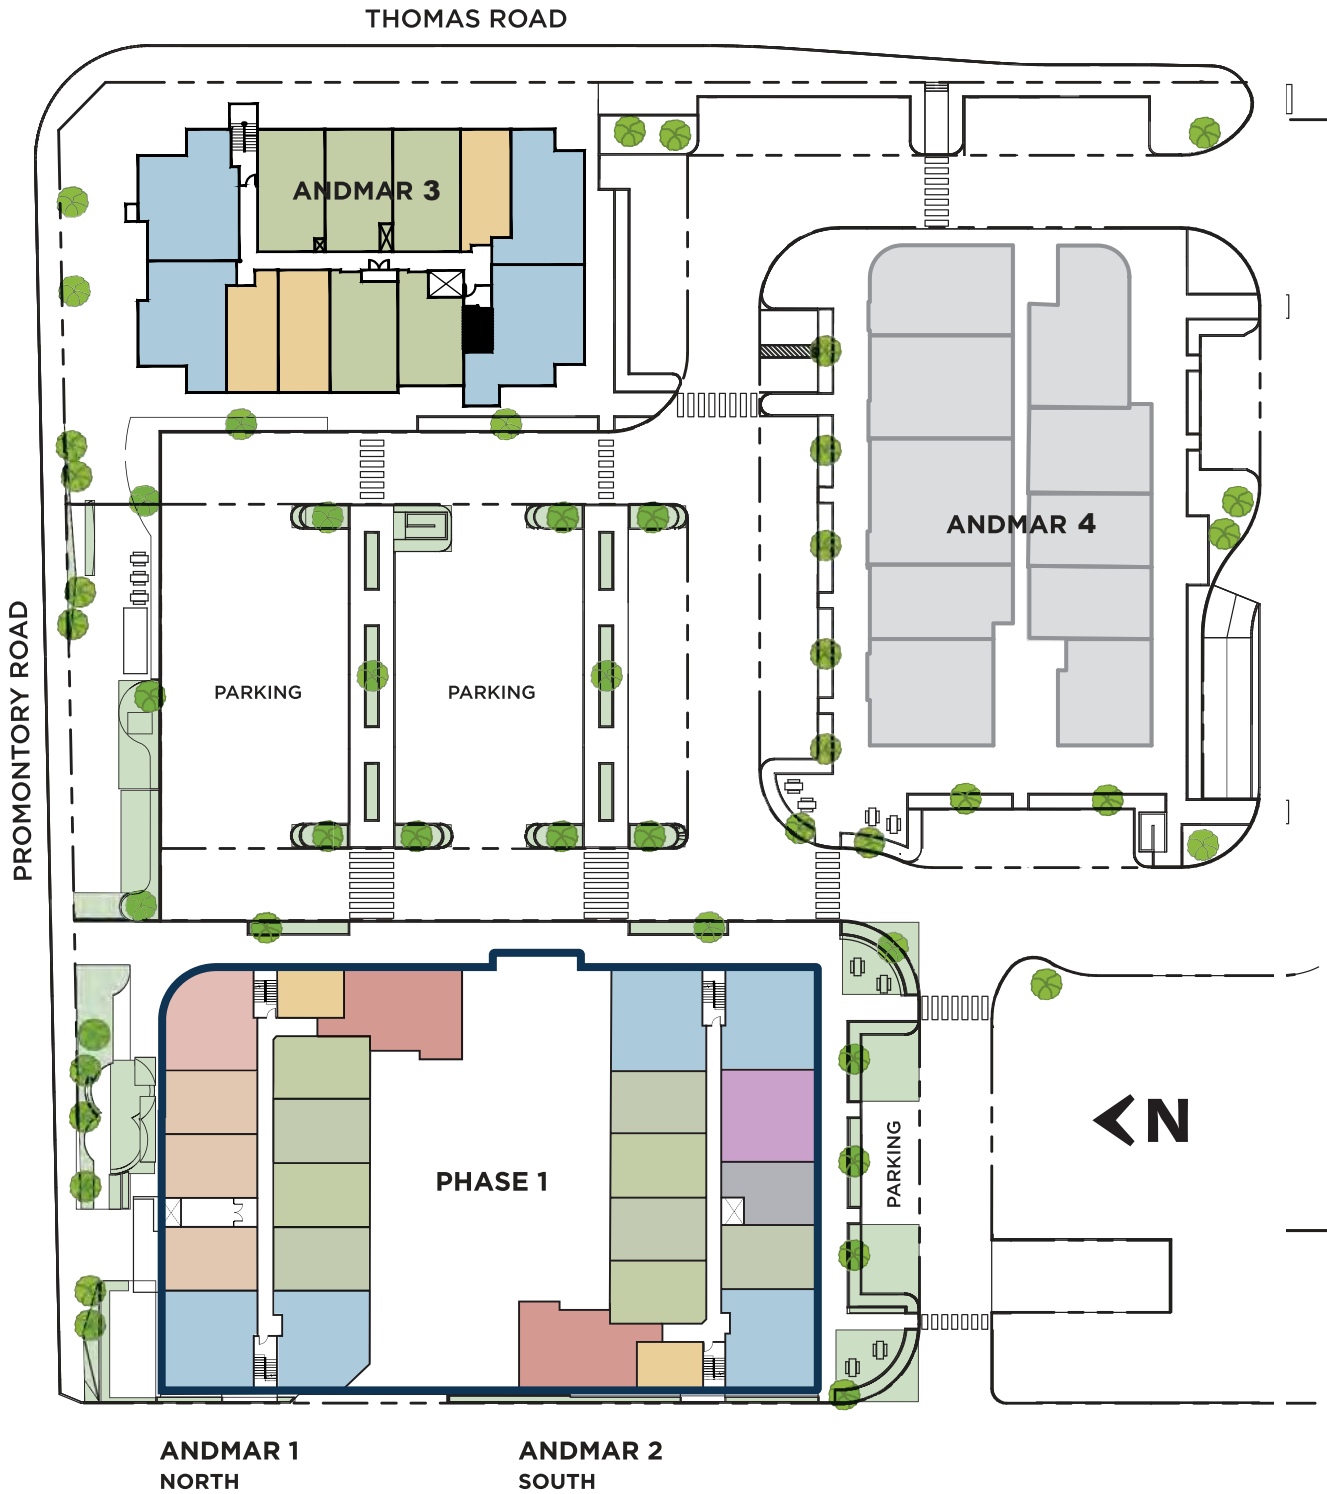 THOMAS ROAD
ANDMAR 3
ANDMAR 4
PROMONTORY ROAD
PARKING
PARKING
PHASE 1
PARKING
N
ANDMAR 1
NORTH
ANDMAR 2
SOUTH